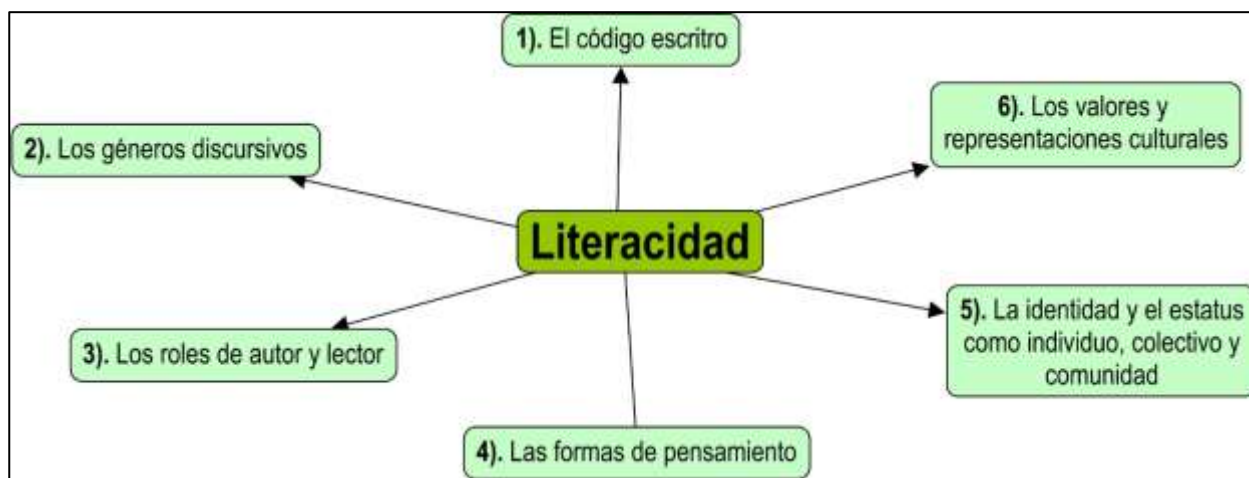 1). El código escritro
2). Los géneros discursivos
6). Los valores y
representaciones culturales
Literacidad
3). Los roles de autor y lector
5). La identidad y el estatus
como individuo, colectivo y
comunidad
4). Las formas de pensamiento